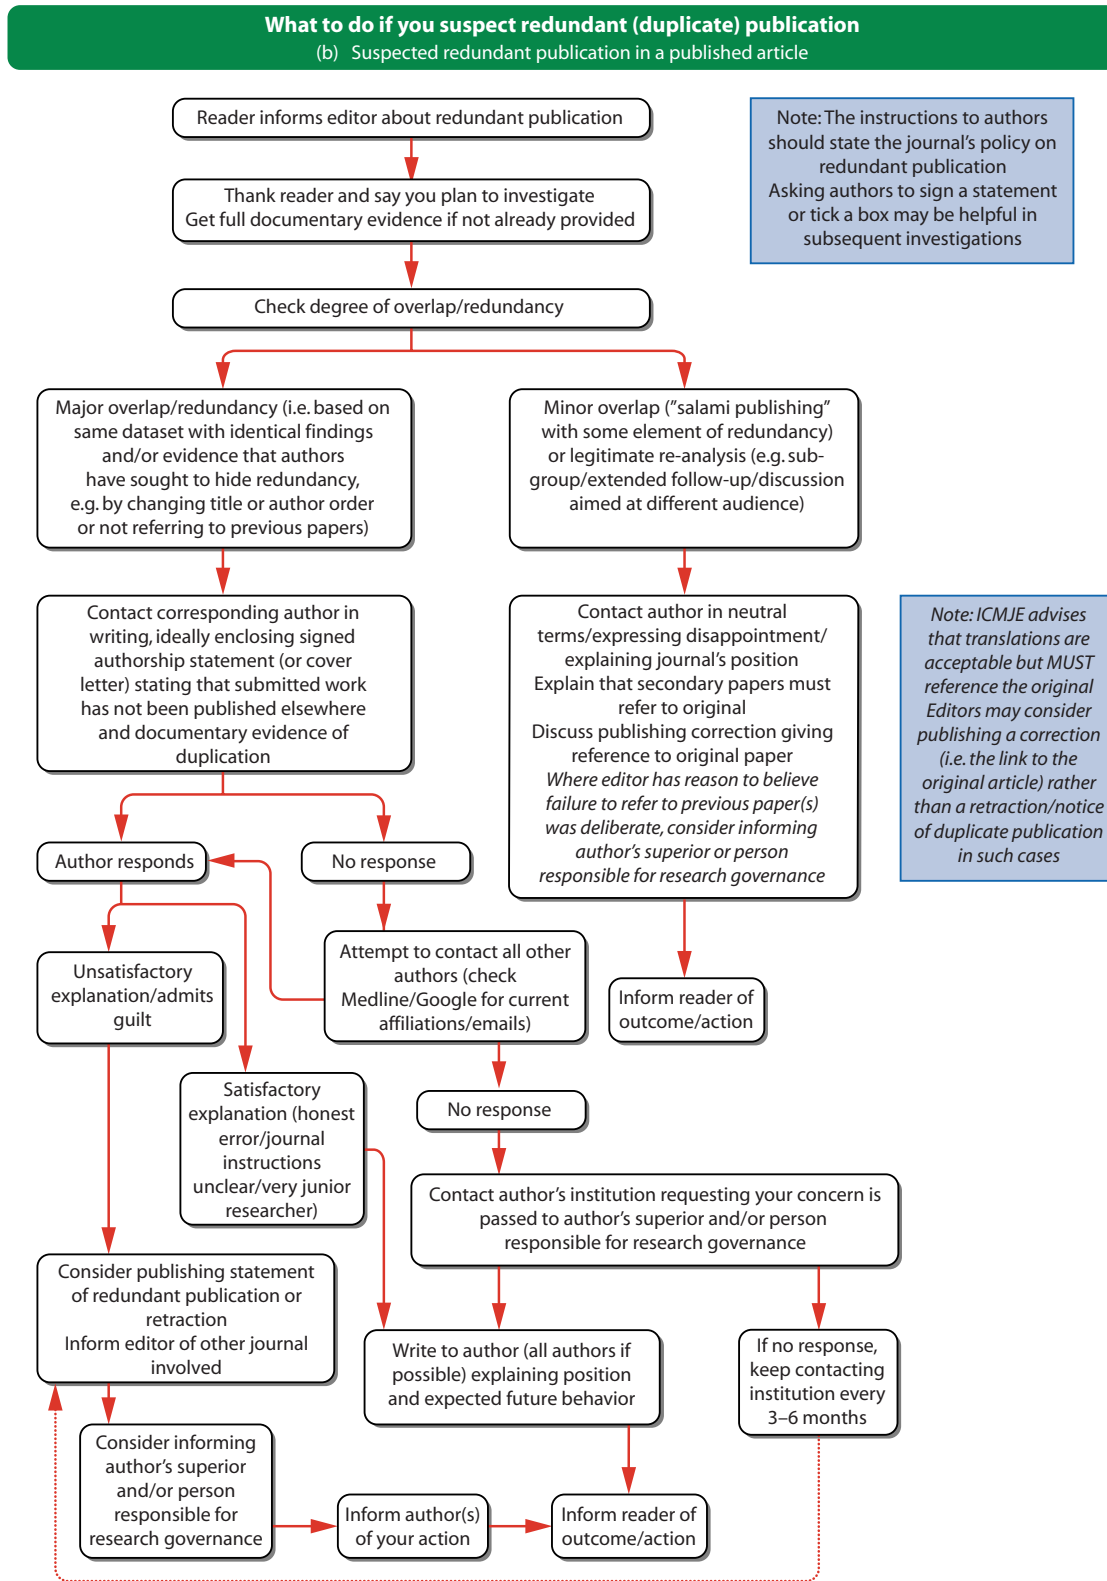 What to do if you suspect redundant (duplicate) publication
(b) Suspected redundant publication in a published article
Reader informs editor about redundant publication
Note: The instructions to authors
should state the journal's policy on
redundant publication
Asking authors to sign a statement
or tick a box may be helpful in
subsequent investigations
Thank reader and say you plan to investigate
Get full documentary evidence if not already provided
Check degree of overlap/redundancy
Major overlap/redundancy (i.e. based on
same dataset with identical findings
and/or evidence that authors
have sought to hide redundancy,
e.g. by changing title or author order
or not referring to previous papers)
Minor overlap ("salami publishing"
with some element of redundancy)
or legitimate re-analysis (e.g. sub-
group/extended follow-up/discussion
aimed at different audience)
Contact corresponding author in
writing, ideally enclosing signed
authorship statement (or cover
letter) stating that submitted work
has not been published elsewhere
and documentary evidence of
duplication
Contact author in neutral
terms/expressing disappointment/
explaining journal's position
Explain that secondary papers must
refer to original
Discuss publishing correction giving
reference to original paper
Where editor has reason to believe
failure to refer to previous paper(s)
was deliberate, consider informing
author's superior or person
responsible for research governance
Note: ICMJE advises
that translations are
acceptable but MUST
reference the original
Editors may consider
publishing a correction
(i.e. the link to the
original article) rather
than a retraction/notice
of duplicate publication
in such cases
Author responds
No response
Unsatisfactory
explanation/admits
guilt
Attempt to contact all other
authors (check
Medline/Google for current
affiliations/emails)
Inform reader of
outcome/action
Satisfactory
explanation (honest
error/journal
instructions
unclear/very junior
researcher)
No response
Contact author's institution requesting your concern is
passed to author's superior and/or person
responsible for research governance
Consider publishing statement
of redundant publication or
retraction
Inform editor of other journal
involved
Write to author (all authors if
possible) explaining position
and expected future behavior
If no response,
keep contacting
institution every
3–6 months
Consider informing
author's superior
and/or person
responsible for
research governance
Inform author(s)
of your action
Inform reader of
outcome/action